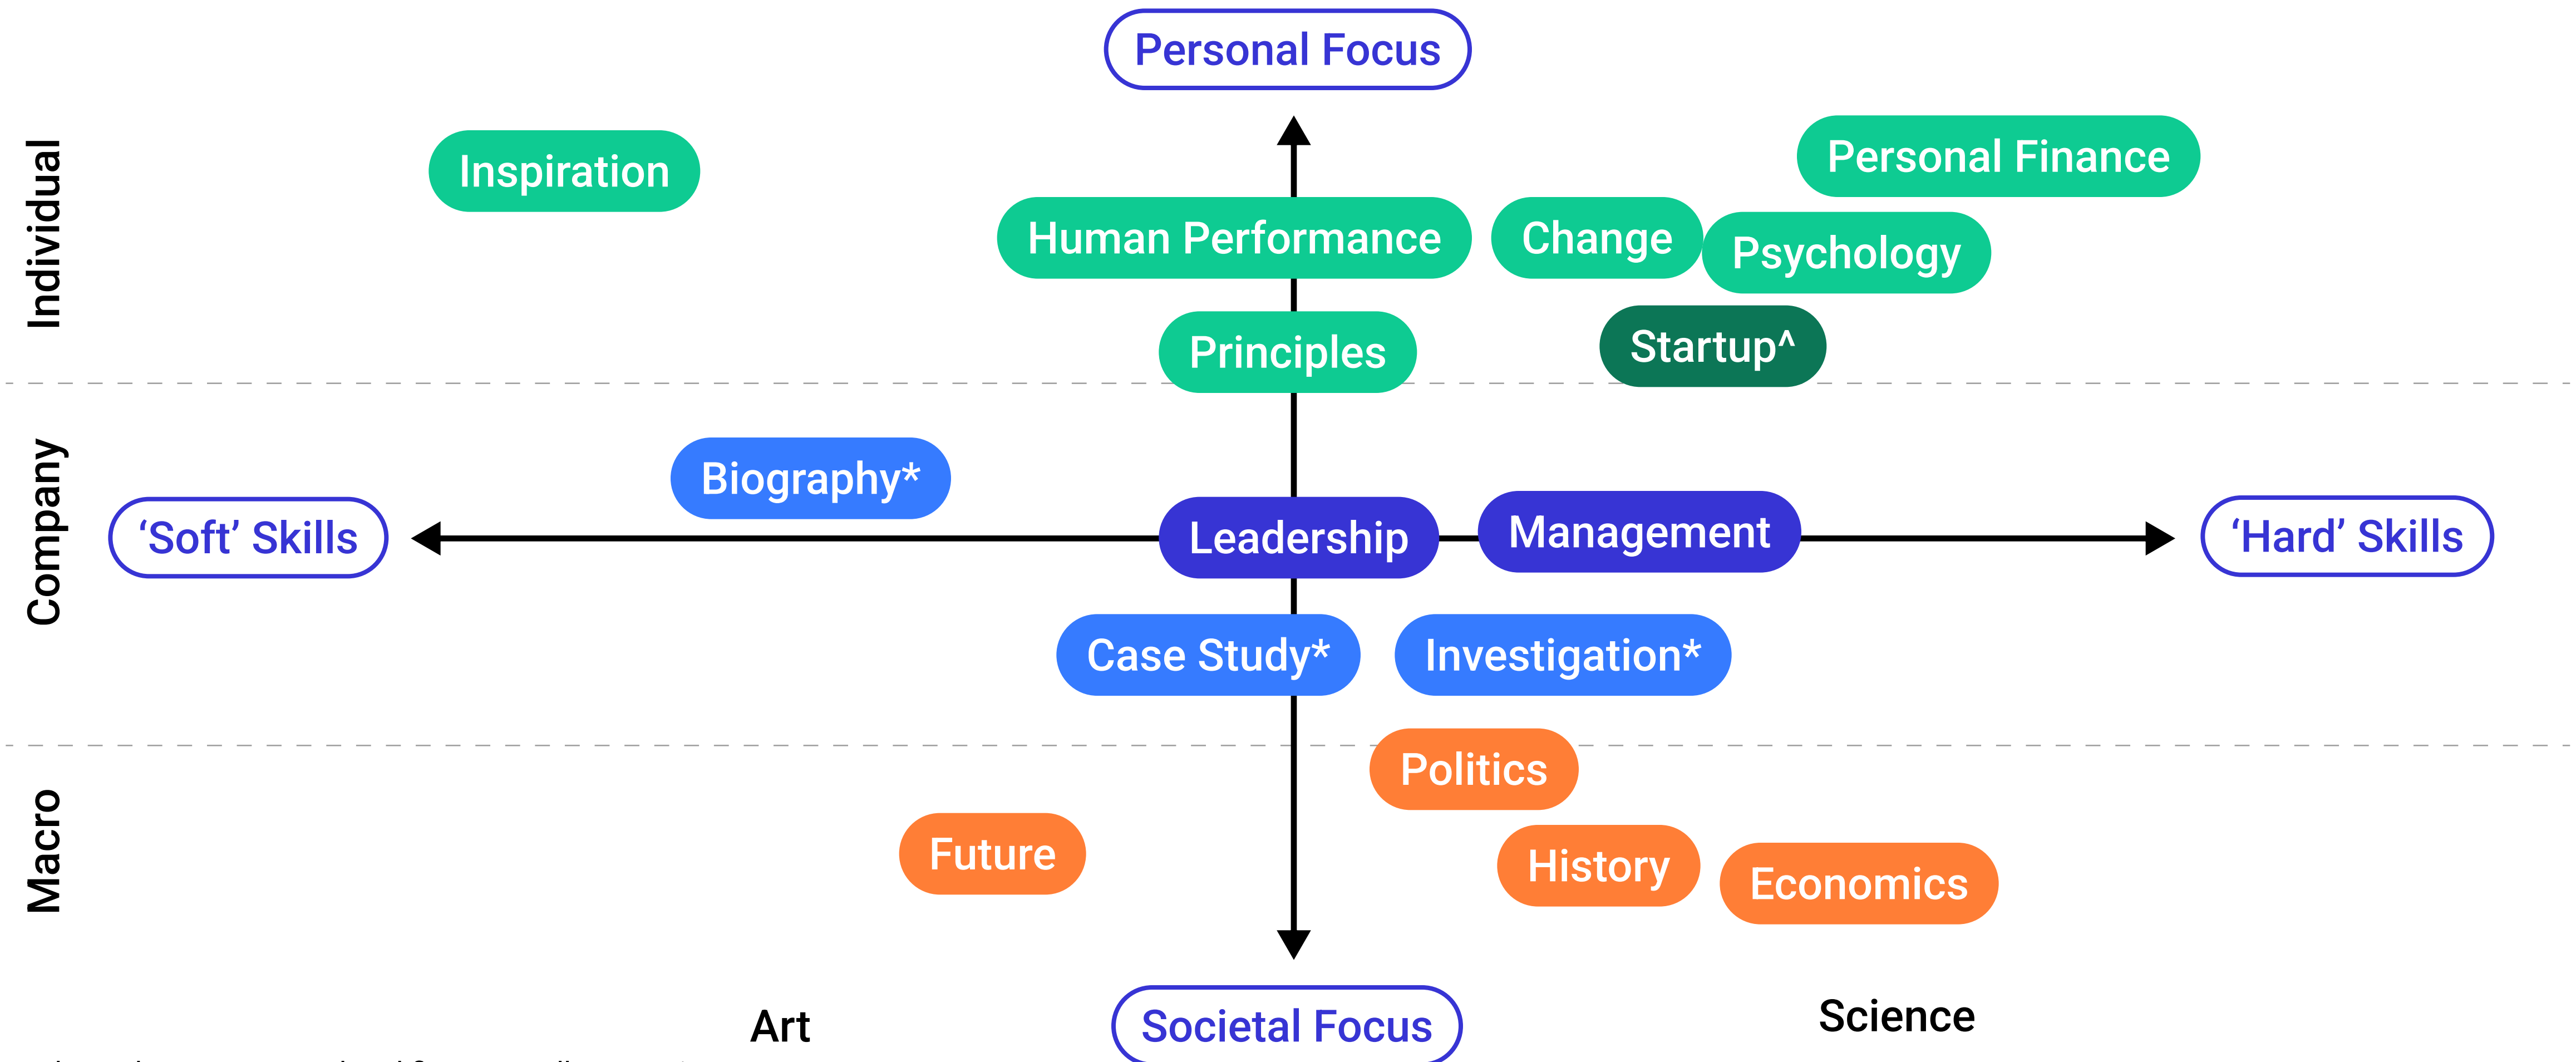 Personal Focus
Individual
Inspiration
Personal Finance
Human Performance
Change
Psychology
Principles
Startup^
Company
Biography*
‘Soft’ Skills
Leadership
Management
‘Hard’ Skills
Case Study*
Investigation*
Macro
Politics
Future
History
Economics
Art
Societal Focus
Science